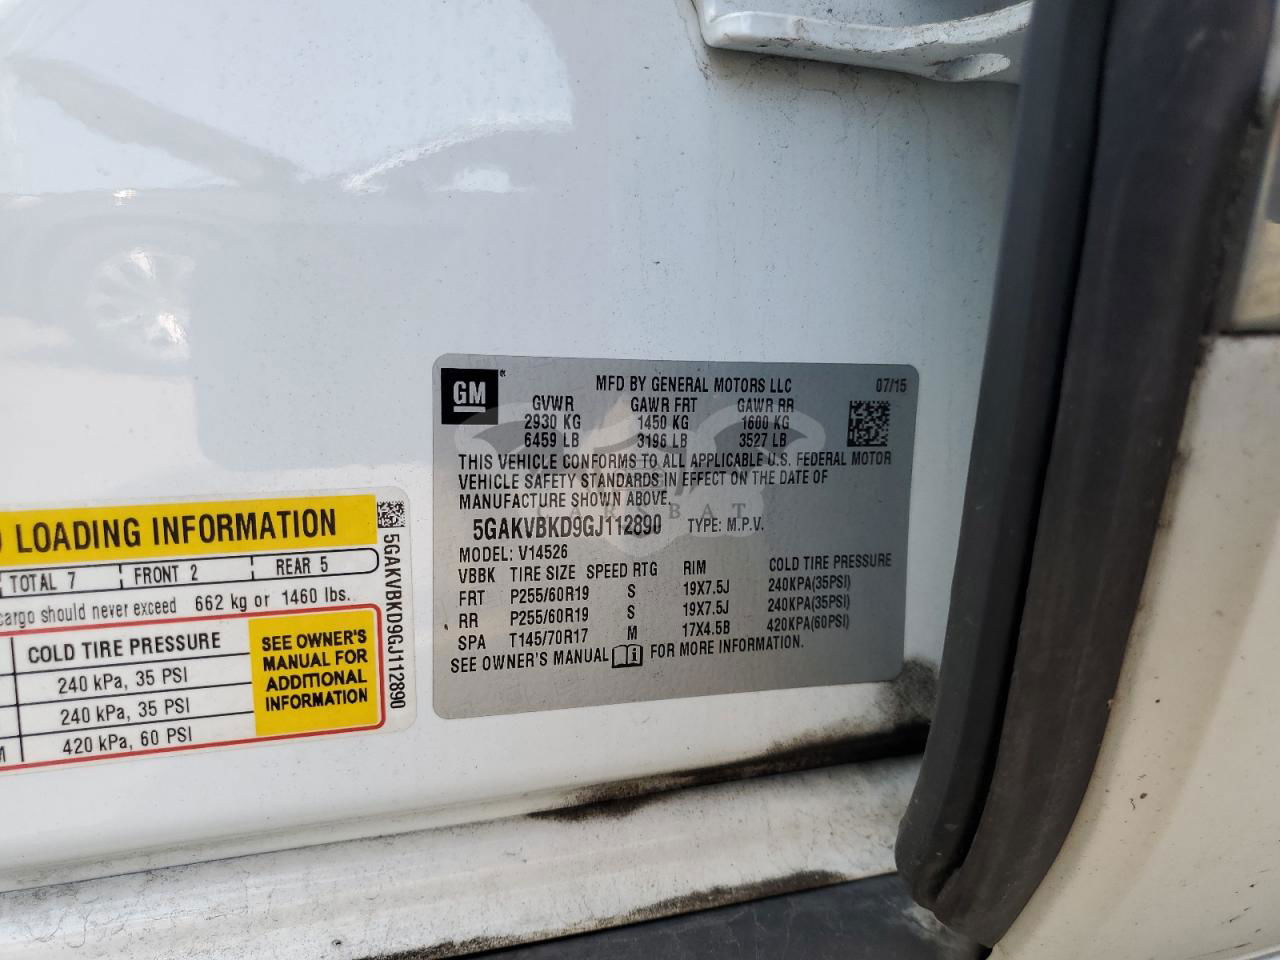 GM
MFD BY GENERAL MOTORS LLC 07/15
GVWR GAWR FRT GAWR RR
2930 KG 1450 KG 1600 KG
6459 LB 3196 LB 3527 LB
THIS VEHICLE CONFORMS TO ALL APPLICABLE U.S. FEDERAL MOTOR
VEHICLE SAFETY STANDARDS IN EFFECT ON THE DATE OF
MANUFACTURE SHOWN ABOVE.
CARSBAT
5GAKVBKD9GJ112890 TYPE: M.P.V.
MODEL: V14526
VBBK TIRE SIZE SPEED RTG RIM COLD TIRE PRESSURE
FRT P255/60R19 S 19X7.5J 240KPA(35PSI)
RR P255/60R19 S 19X7.5J 240KPA(35PSI)
SPA T145/70R17 M 17X4.5B 420KPA(60PSI)
SEE OWNER'S MANUAL i FOR MORE INFORMATION.
LOADING INFORMATION
TOTAL 7 FRONT 2 REAR 5
cargo should never exceed 662 kg or 1460 lbs.
COLD TIRE PRESSURE
240 kPa, 35 PSI
240 kPa, 35 PSI
M 420 kPa, 60 PSI
SEE OWNER'S
MANUAL FOR
ADDITIONAL
INFORMATION
5GAKVBKD9GJ112890